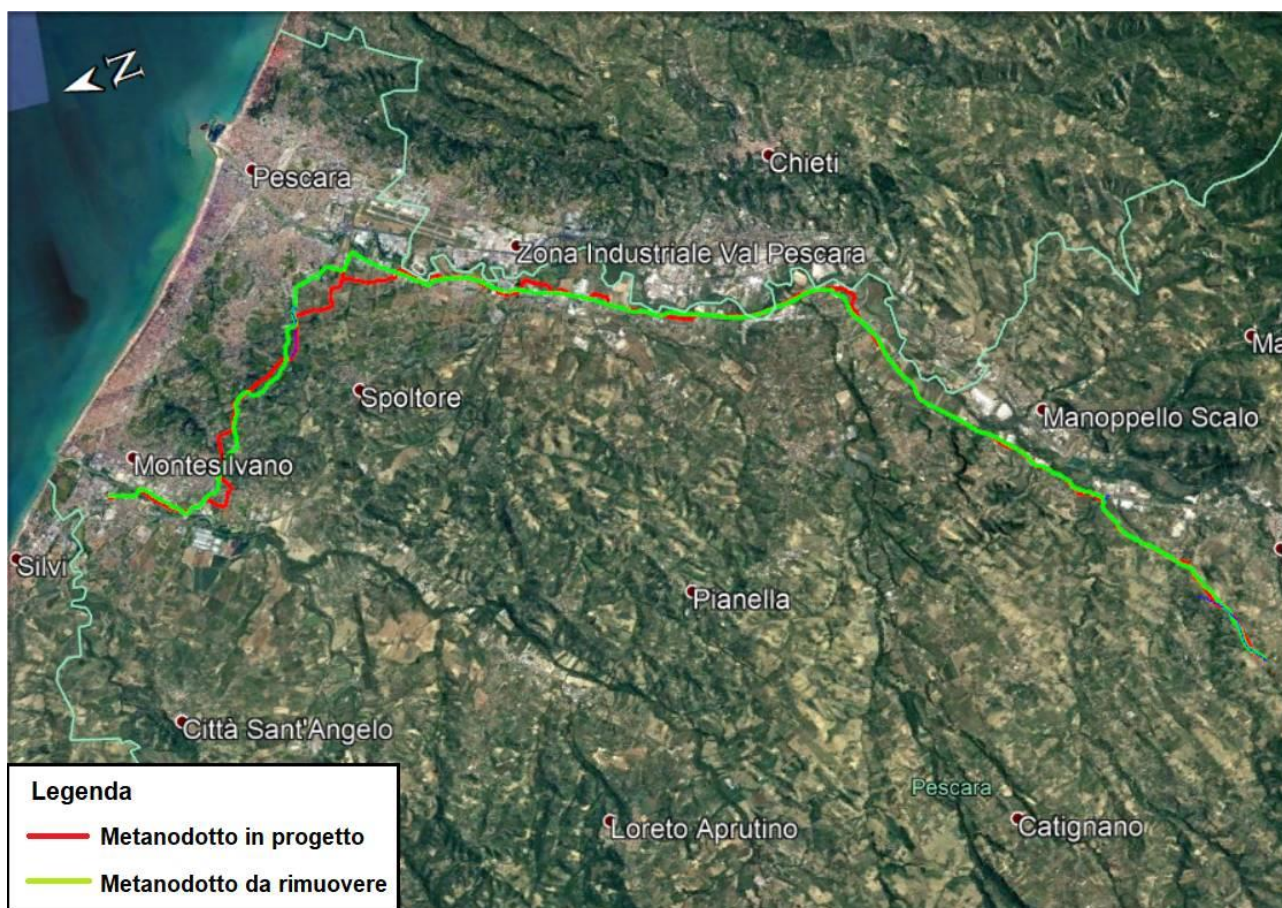 N
Pescara
Chieti
Zona Industriale Val Pescara
Ma
Spoltore
Manoppello Scalo
Montesilvano
Silvi
Pianella
Città Sant'Angelo
Pescara
Loreto Aprutino
Catignano
Legenda
Metanodotto in progetto
Metanodotto da rimuovere